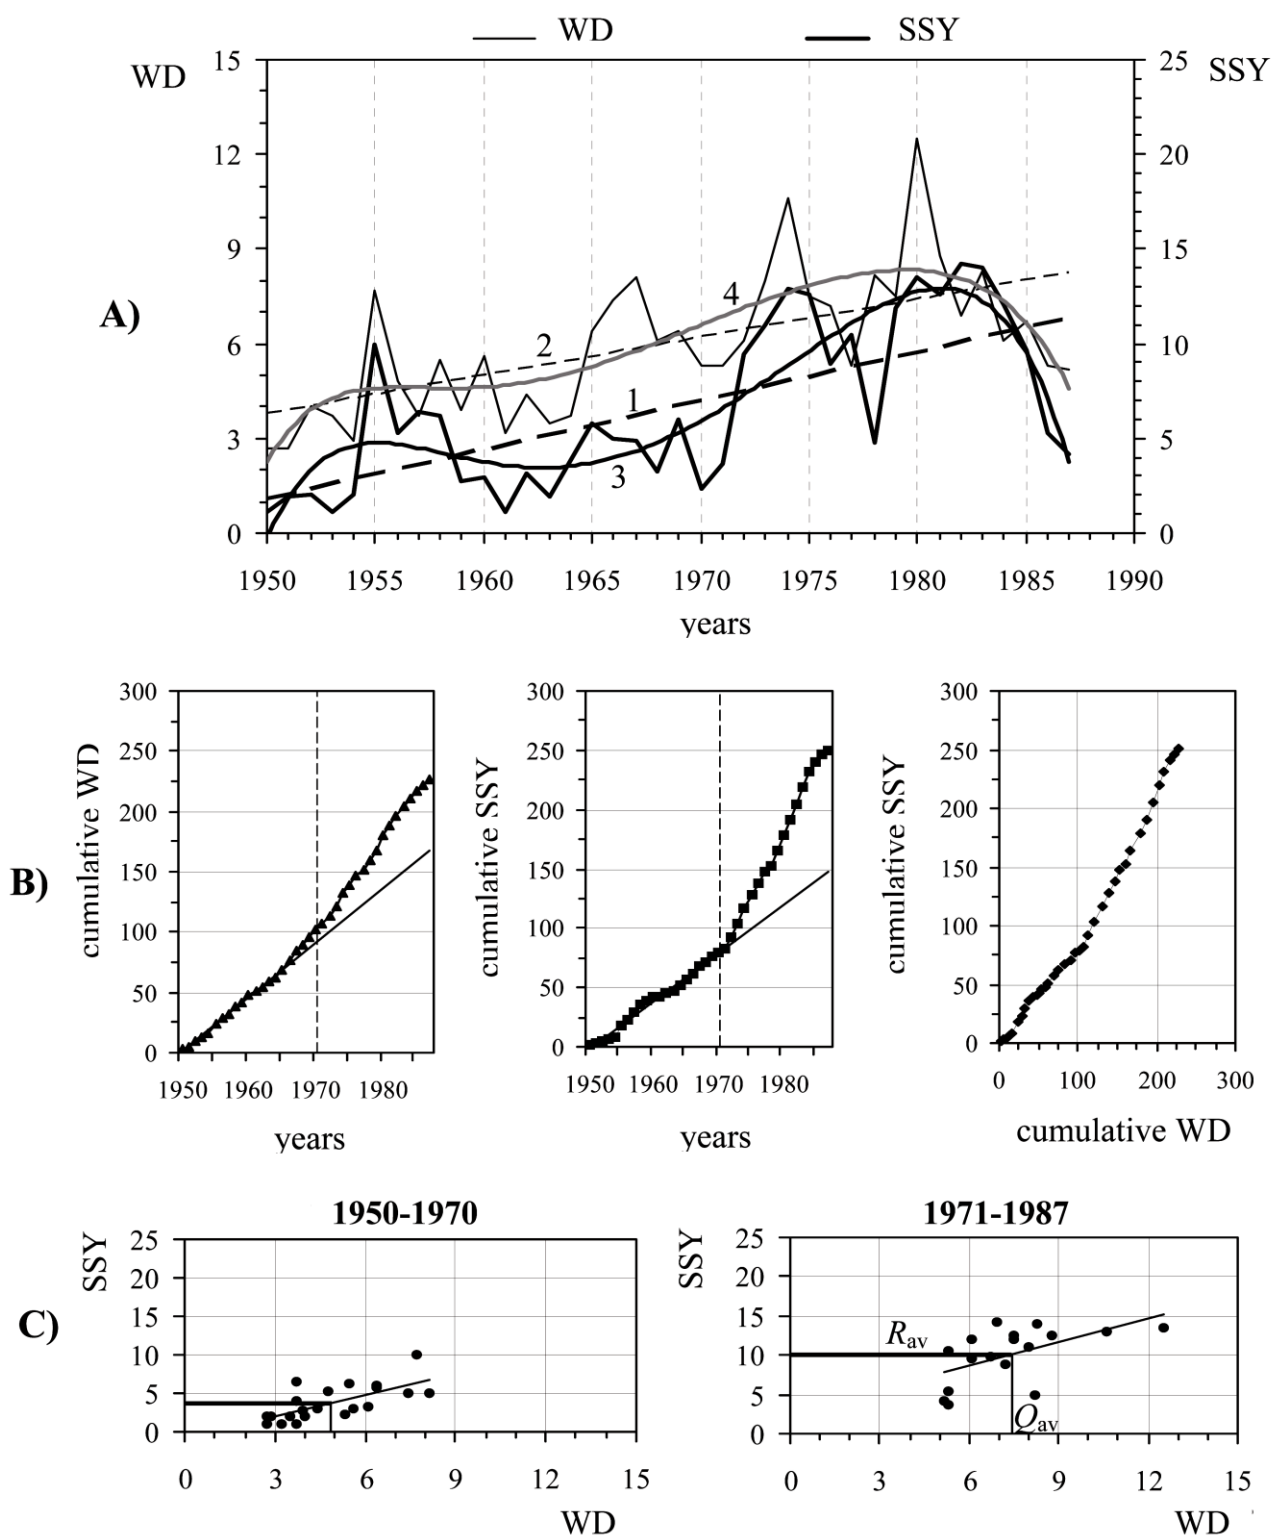 WD SSY
WD 15 25 SSY
12 20
9 15
6 10
3 5
0 0
A)
4
2
1
3
1950 1955 1960 1965 1970 1975 1980 1985 1990
years
B)
cumulative WD
300
250
200
150
100
50
0
1950 1960 1970 1980
years
cumulative SSY
300
250
200
150
100
50
0
1950 1960 1970 1980
years
cumulative SSY
300
250
200
150
100
50
0
0 100 200 300
cumulative WD
C)
1950-1970
SSY
25
20
15
10
5
0
0 3 6 9 12 15
WD
1971-1987
SSY
25
20
15
10
5
0
Rav
Qav
0 3 6 9 12 15
WD